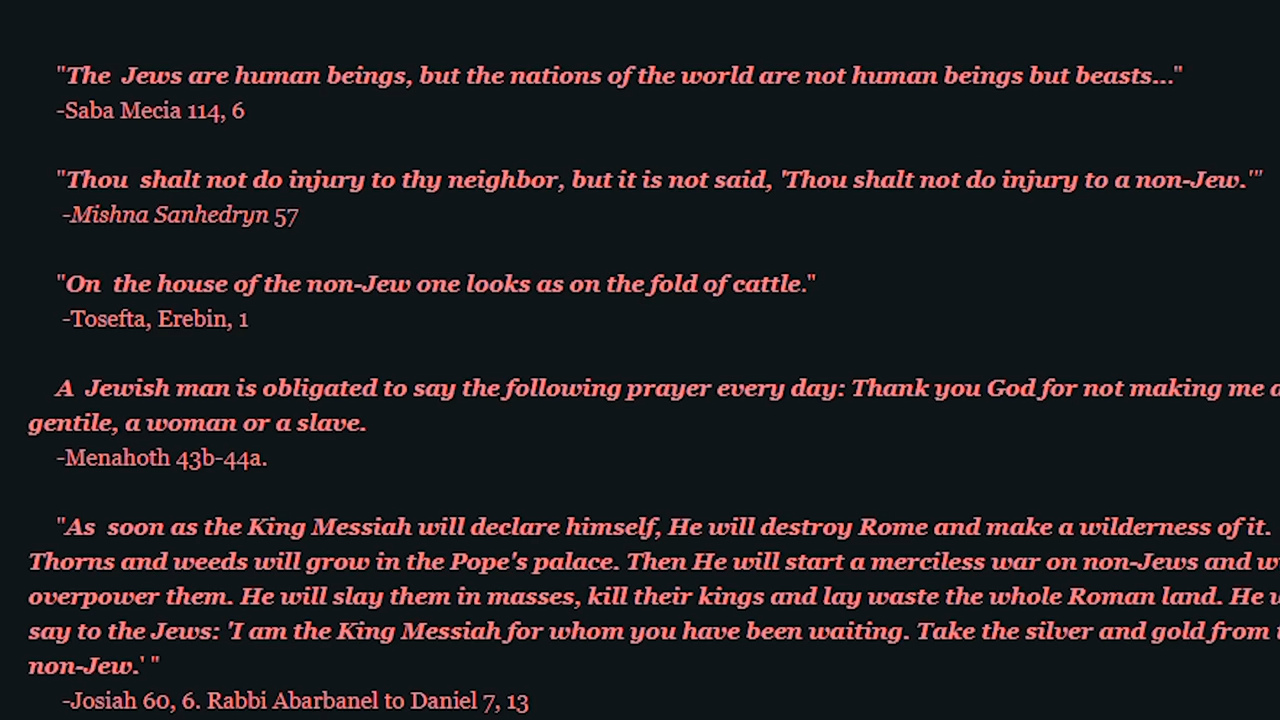 "The Jews are human beings, but the nations of the world are not human beings but beasts..."
-Saba Mecia 114, 6
"Thou shalt not do injury to thy neighbor, but it is not said, 'Thou shalt not do injury to a non-Jew.'"
-Mishna Sanhedryn 57
"On the house of the non-Jew one looks as on the fold of cattle."
-Tosefta, Erebin, 1
A Jewish man is obligated to say the following prayer every day: Thank you God for not making me
gentile, a woman or a slave.
-Menahoth 43b-44a.
"As soon as the King Messiah will declare himself, He will destroy Rome and make a wilderness of it.
Thorns and weeds will grow in the Pope's palace. Then He will start a merciless war on non-Jews and
overpower them. He will slay them in masses, kill their kings and lay waste the whole Roman land. He
say to the Jews: 'I am the King Messiah for whom you have been waiting. Take the silver and gold from
non-Jew.' "
-Josiah 60, 6. Rabbi Abarbanel to Daniel 7, 13